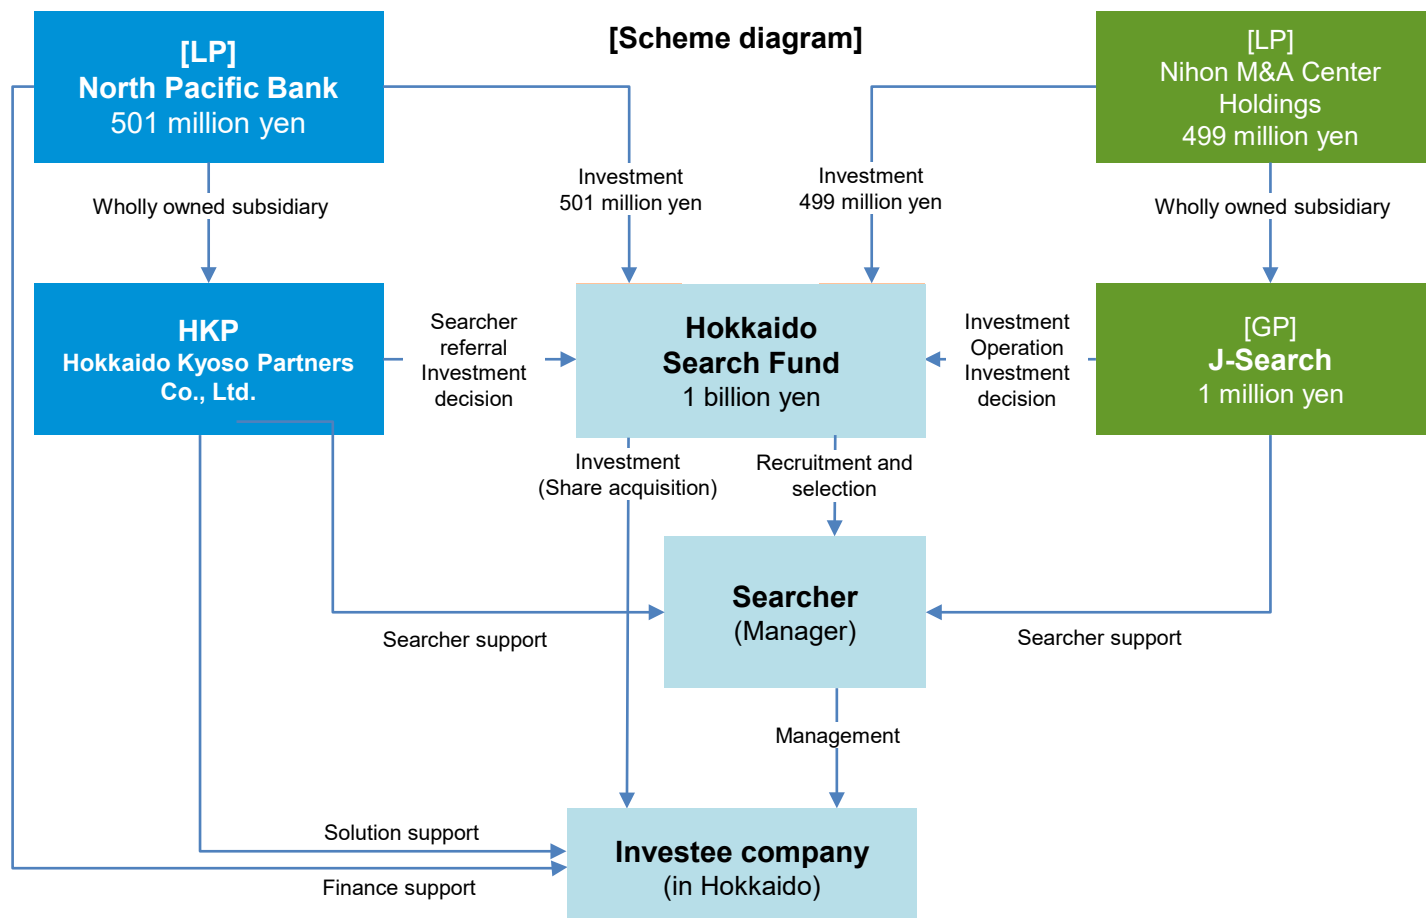 [Scheme diagram]
[LP]
North Pacific Bank
501 million yen
[LP]
Nihon M&A Center
Holdings
499 million yen
Investment
501 million yen
Investment
499 million yen
Wholly owned subsidiary
Wholly owned subsidiary
HKP
Hokkaido Kyoso Partners
Co., Ltd.
Searcher
referral
Investment
decision
Hokkaido
Search Fund
1 billion yen
Investment
Operation
Investment
decision
[GP]
J-Search
1 million yen
Investment
(Share acquisition)
Recruitment and
selection
Searcher
(Manager)
Searcher support
Searcher support
Management
Solution support
Finance support
Investee company
(in Hokkaido)